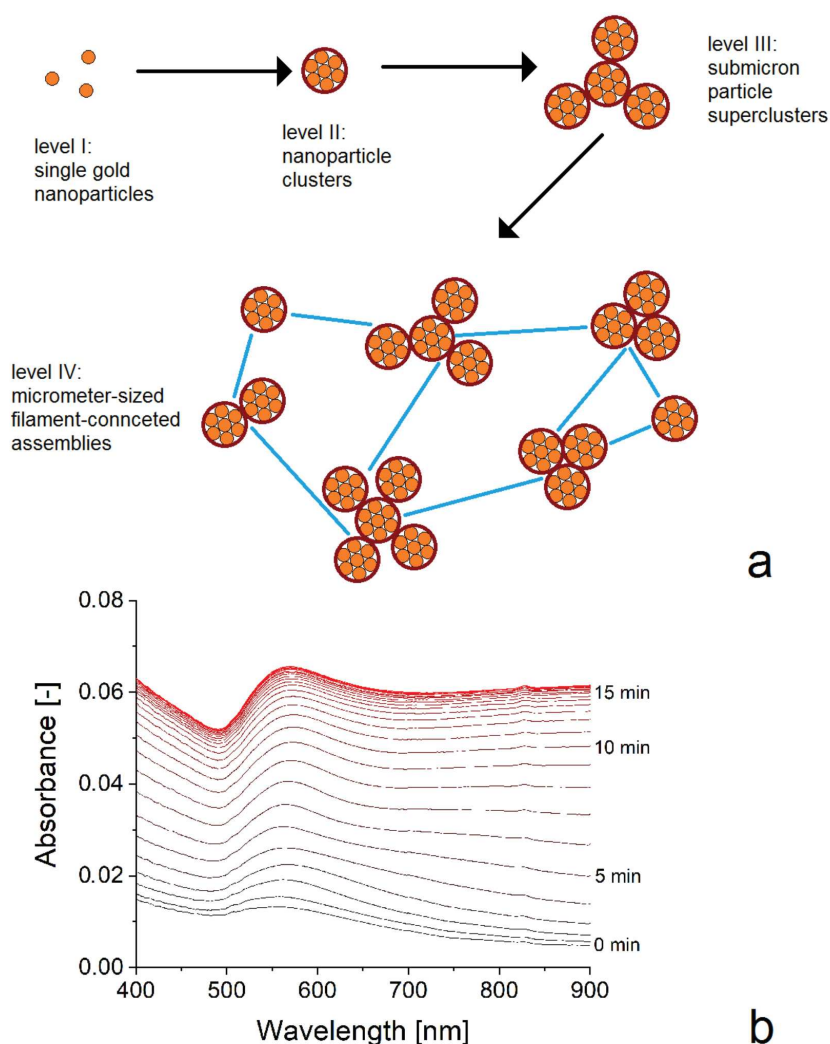 level I:
single gold
nanoparticles
level II:
nanoparticle
clusters
level III:
submicron
particle
superclusters
level IV:
micrometer-sized
filament-connceted
assemblies
a
0.08
0.06
0.04
0.02
0.00
Absorbance [-]
15 min
10 min
5 min
0 min
400 500 600 700 800 900
Wavelength [nm]
b